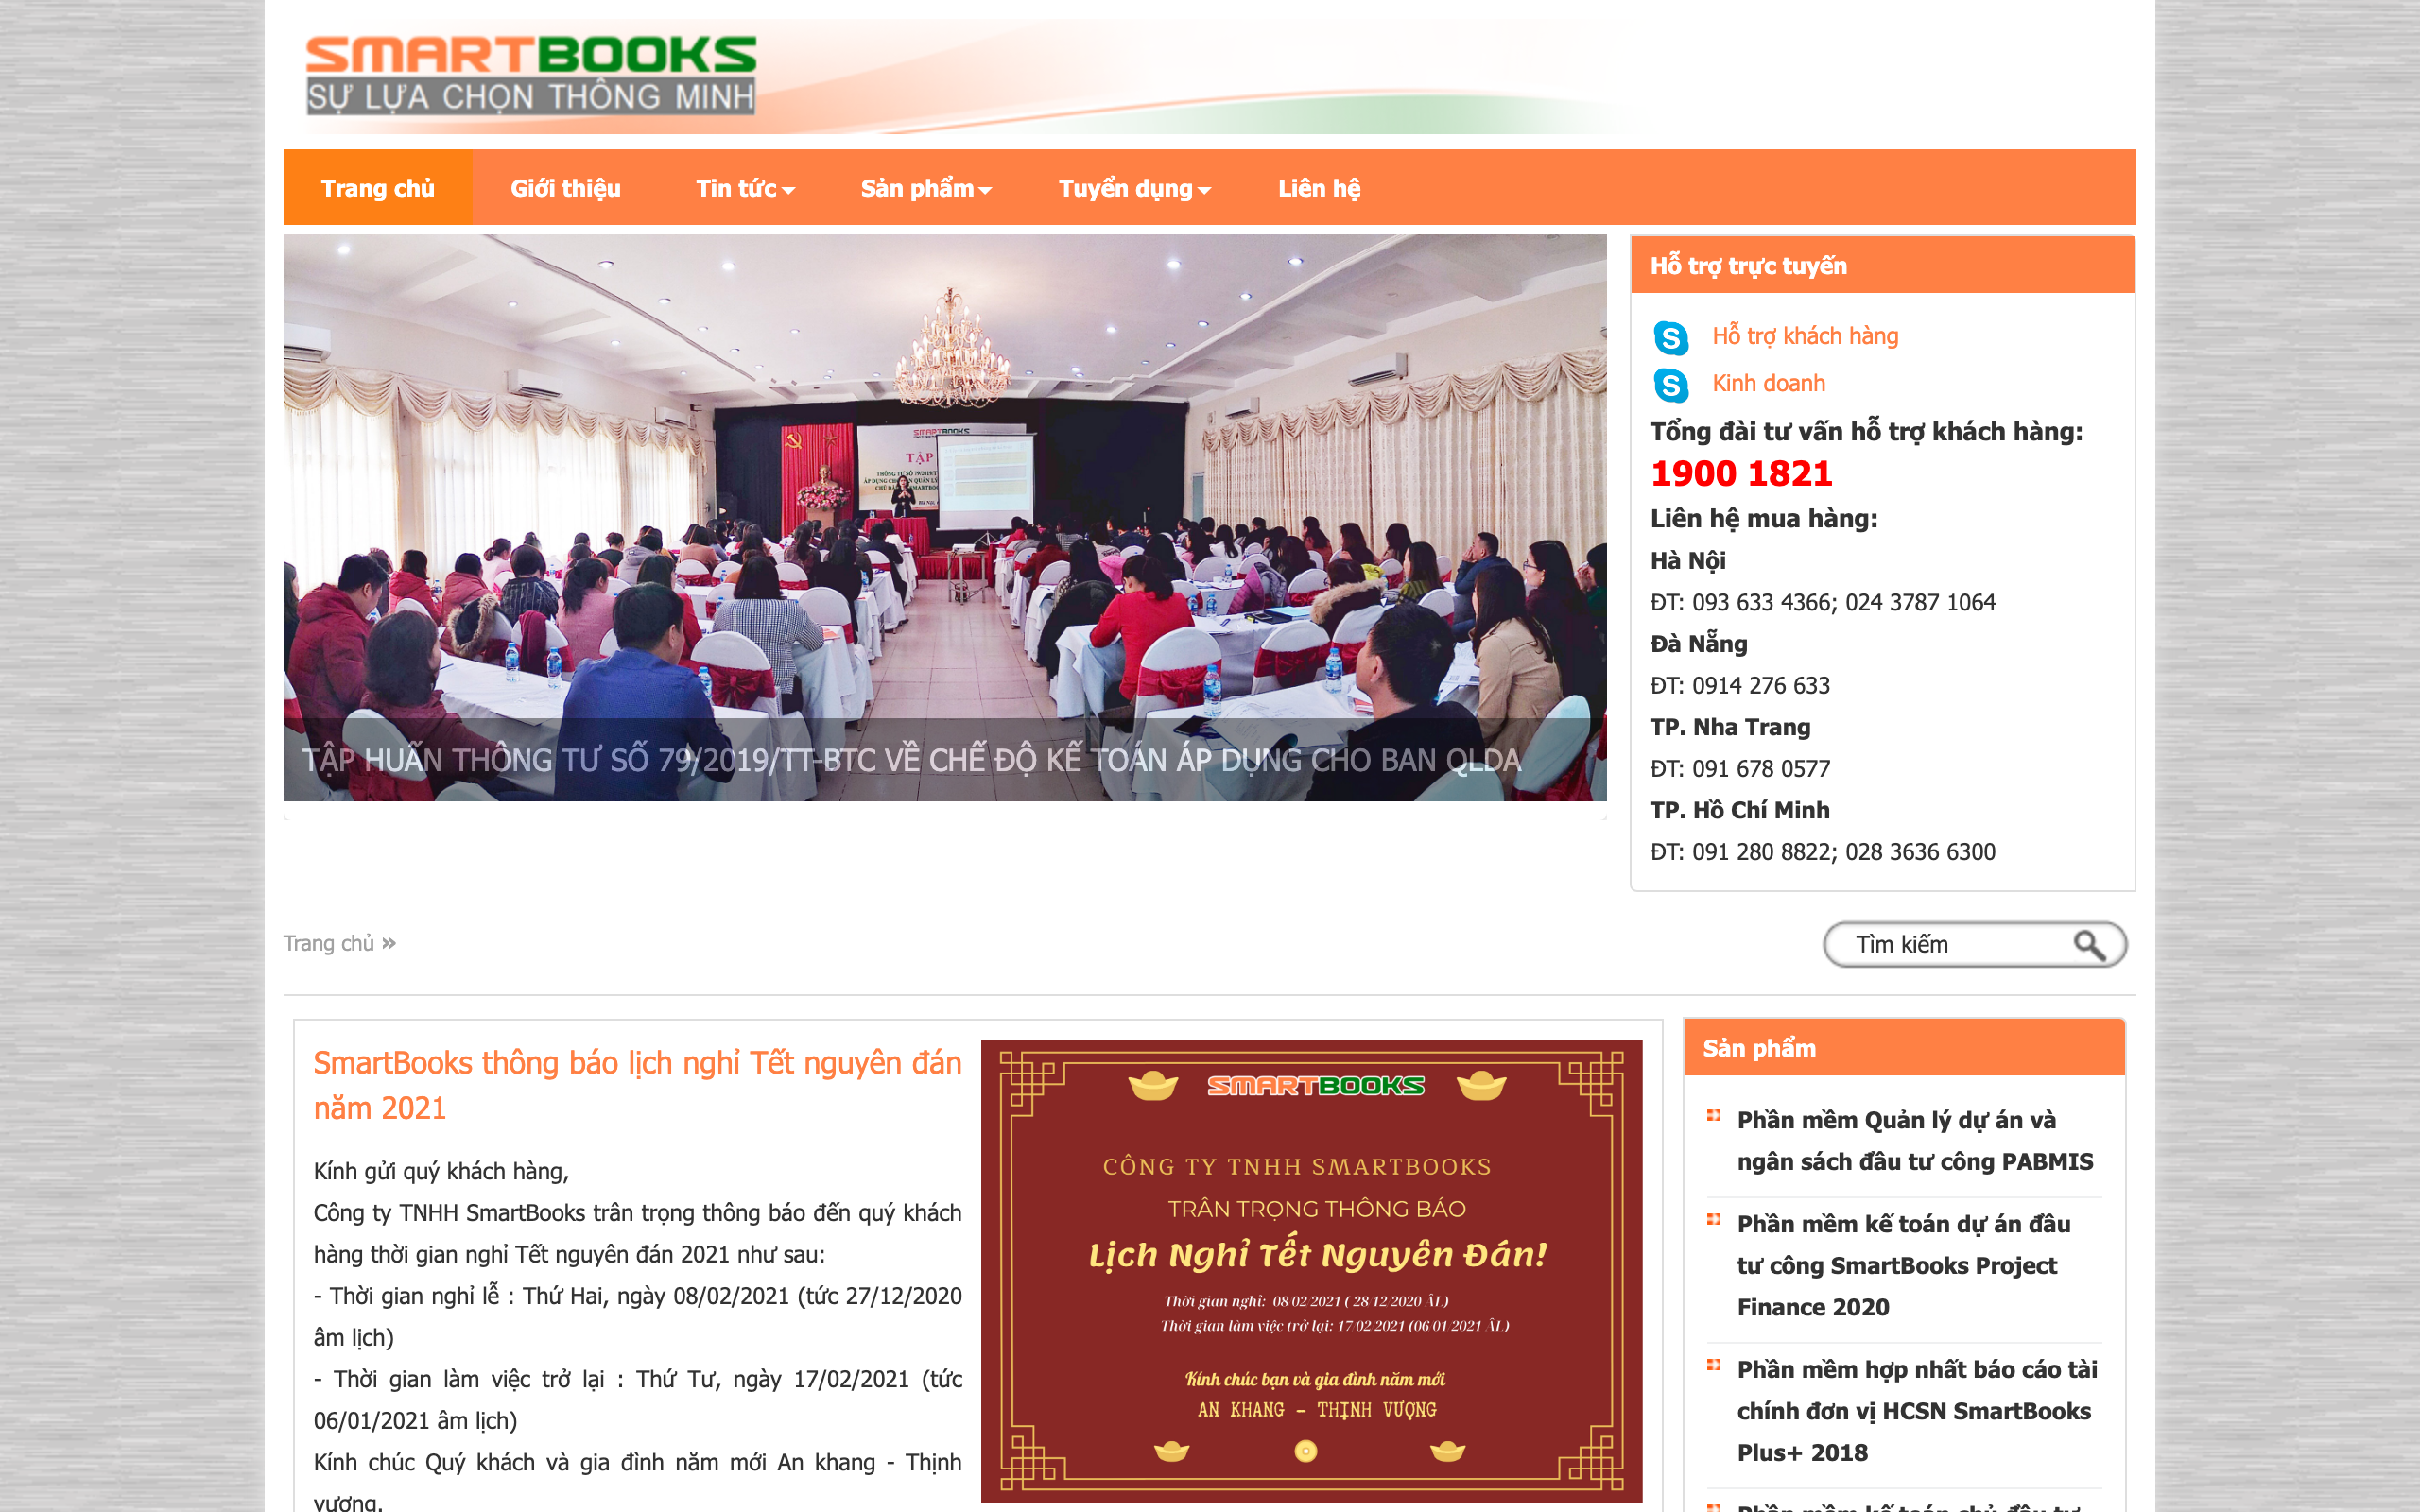 SMARTBOOKS
SỰ LỰA CHỌN THÔNG MINH
Trang chủ
Giới thiệu
Tin tức
Sản phẩm
Tuyển dụng
Liên hệ
SMARTBOOKS
TẬP
TẬP HUẤN THÔNG TƯ SỐ 79/2019/TT-BTC VỀ CHẾ ĐỘ KẾ TOÁN ÁP DỤNG CHO BAN QLDA
Hỗ trợ trực tuyến
Hỗ trợ khách hàng
Kinh doanh
Tổng đài tư vấn hỗ trợ khách hàng:
1900 1821
Liên hệ mua hàng:
Hà Nội
ĐT: 093 633 4366; 024 3787 1064
Đà Nẵng
ĐT: 0914 276 633
TP. Nha Trang
ĐT: 091 678 0577
TP. Hồ Chí Minh
ĐT: 091 280 8822; 028 3636 6300
Trang chủ »
Tìm kiếm
SmartBooks thông báo lịch nghỉ Tết nguyên đán
năm 2021
Kính gửi quý khách hàng,
Công ty TNHH SmartBooks trân trọng thông báo đến quý khách
hàng thời gian nghỉ Tết nguyên đán 2021 như sau:
- Thời gian nghỉ lễ : Thứ Hai, ngày 08/02/2021 (tức 27/12/2020
âm lịch)
- Thời gian làm việc trở lại : Thứ Tư, ngày 17/02/2021 (tức
06/01/2021 âm lịch)
Kính chúc Quý khách và gia đình năm mới An khang - Thịnh
vượng.
SMARTBOOKS
CÔNG TY TNHH SMARTBOOKS
TRÂN TRỌNG THÔNG BÁO
Lịch Nghỉ Tết Nguyên Đán!
Thời gian nghỉ: 08/02/2021 ( 28/12/2020 ÂL)
Thời gian làm việc trở lại: 17/02/2021 (06/01/2021 ÂL)
Kính chúc bạn và gia đình năm mới
AN KHANG - THỊNH VƯỢNG
Sản phẩm
Phần mềm Quản lý dự án và
ngân sách đầu tư công PABMIS
Phần mềm kế toán dự án đầu
tư công SmartBooks Project
Finance 2020
Phần mềm hợp nhất báo cáo tài
chính đơn vị HCSN SmartBooks
Plus+ 2018
Phần mềm kế toán chủ đầu tư